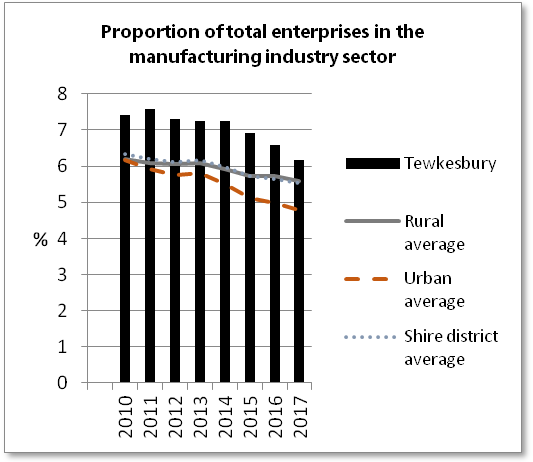 Proportion of total enterprises in the
manufacturing industry sector
8
7
6
5
4
3
2
1
0
%
2010
2011
2012
2013
2014
2015
2016
2017
Tewkesbury
Rural
average
Urban
average
Shire district
average